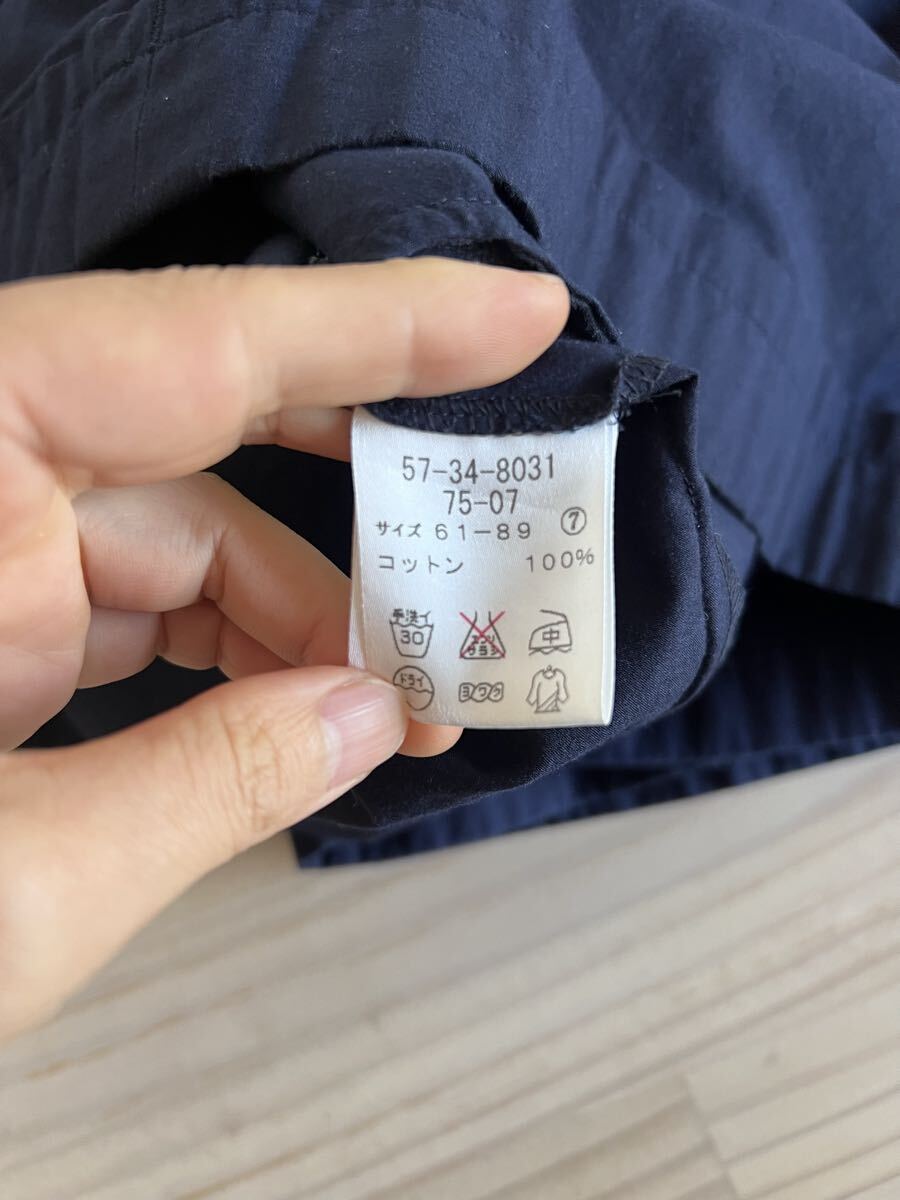 57-34-8031
75-07
サイズ 61-89 ⑦
コットン 100%
手洗イ 30 エンソサラシ 中
ドライ ヨワク